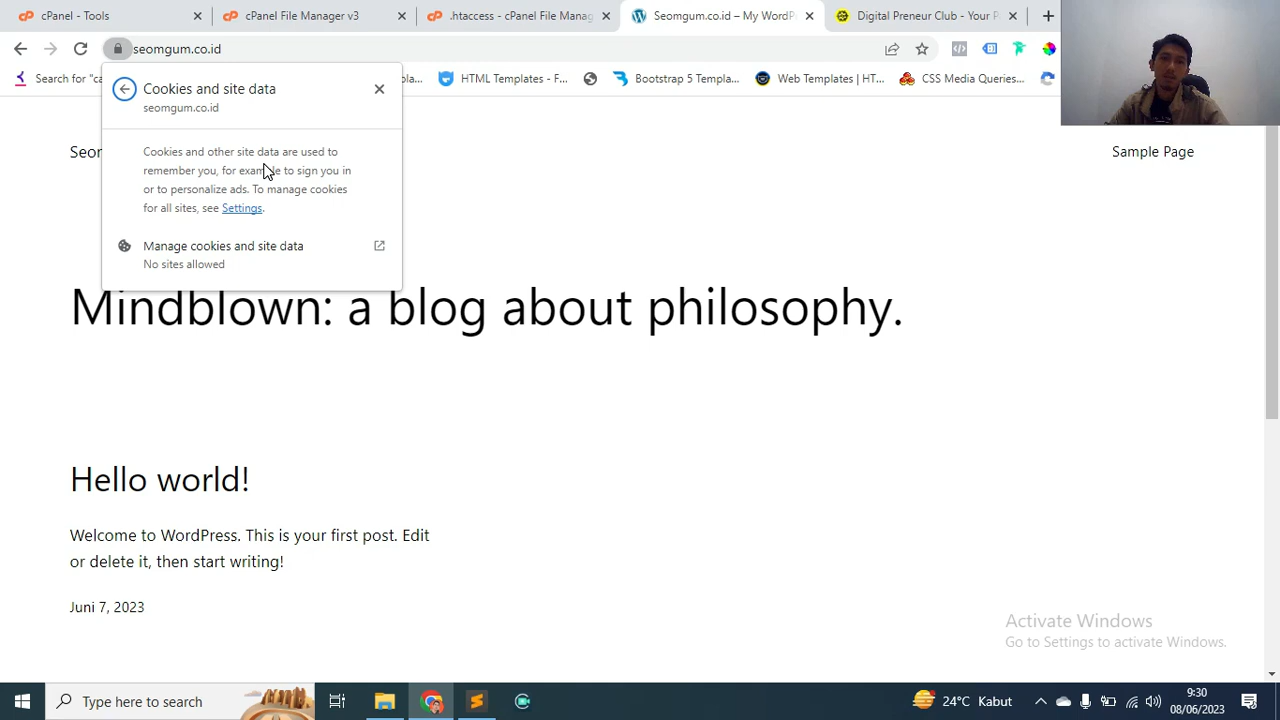 cPanel - Tools
cPanel File Manager v3
.htaccess - cPanel File Manag
Seomgum.co.id – My WordP
Digital Preneur Club - Your P
seomgum.co.id
Search for "ca
la...
HTML Templates - F...
Bootstrap 5 Templa...
Web Templates | HT...
CSS Media Queries...
Cookies and site data
seomgum.co.id
Cookies and other site data are used to
remember you, for example to sign you in
or to personalize ads. To manage cookies
for all sites, see Settings.
Manage cookies and site data
No sites allowed
Seom
Sample Page
Mindblown: a blog about philosophy.
Hello world!
Welcome to WordPress. This is your first post. Edit
or delete it, then start writing!
Juni 7, 2023
Activate Windows
Go to Settings to activate Windows.
Type here to search
24°C Kabut
9:30
08/06/2023